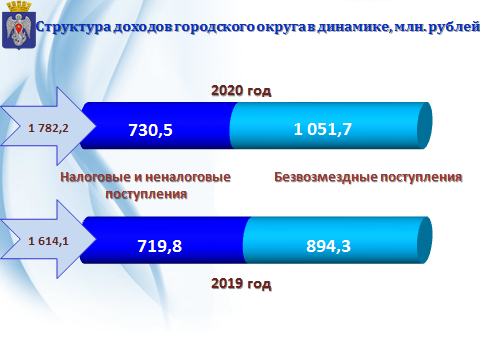 Структура доходов городского округа в динамике, млн. рублей
2020 год
1 782,2
730,5
1 051,7
Налоговые и неналоговые
поступления
Безвозмездные поступления
1 614,1
719,8
894,3
2019 год